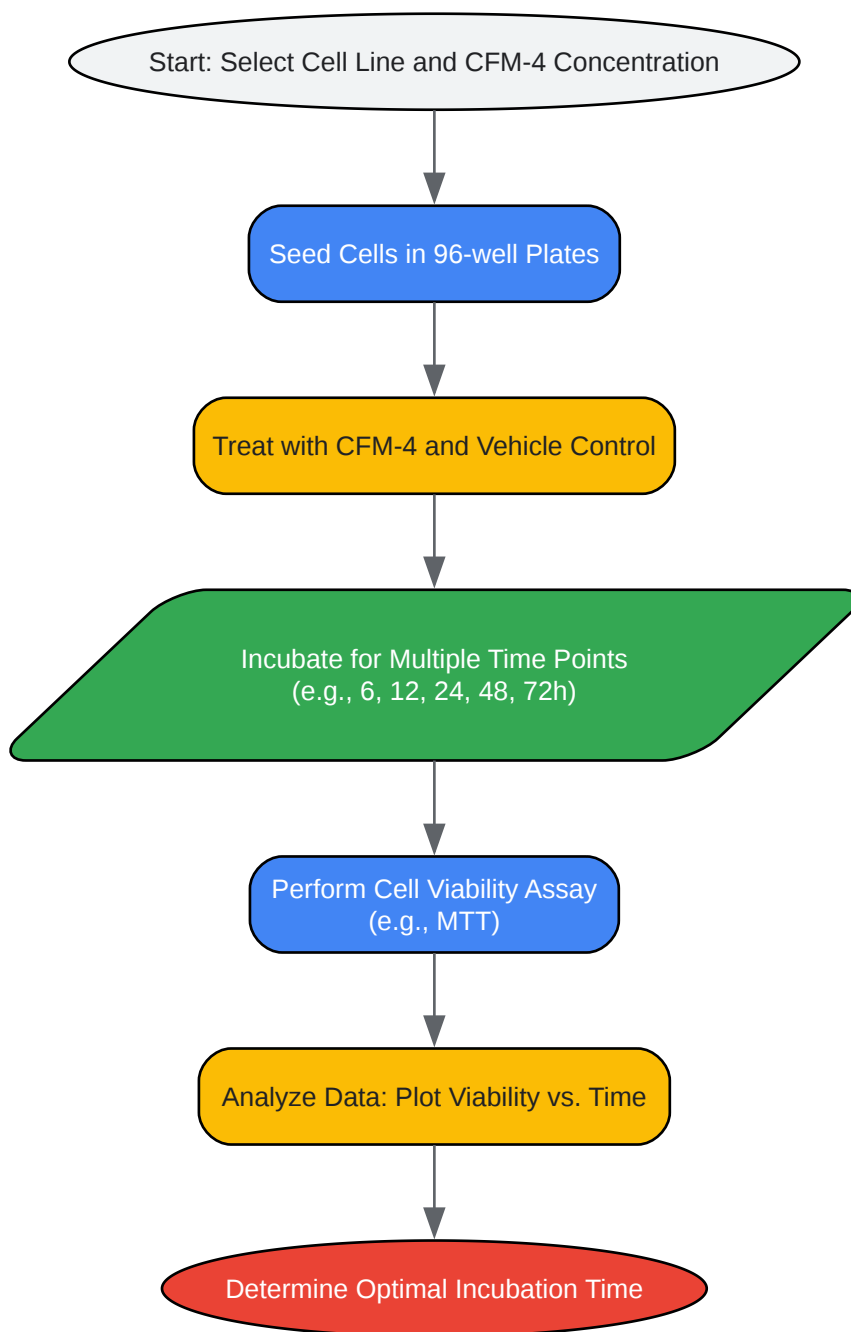 Start: Select Cell Line and CFM-4 Concentration
Seed Cells in 96-well Plates
Treat with CFM-4 and Vehicle Control
Incubate for Multiple Time Points
(e.g., 6, 12, 24, 48, 72h)
Perform Cell Viability Assay
(e.g., MTT)
Analyze Data: Plot Viability vs. Time
Determine Optimal Incubation Time